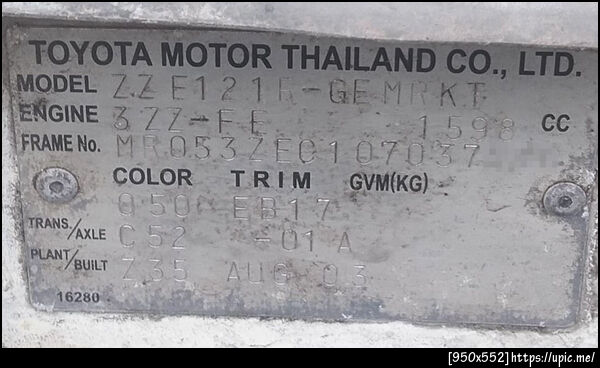 TOYOTA MOTOR THAILAND CO., LTD.
MODEL ZZE121R-GEMRKT
ENGINE 3ZZ-FE 1598 CC
FRAME No. MR053ZEC107037
COLOR TRIM GVM(KG)
050 EB17
TRANS/AXLE C52 -01A
PLANT/BUILT Z35 AUG 03
16280
[950x552] https://upic.me/